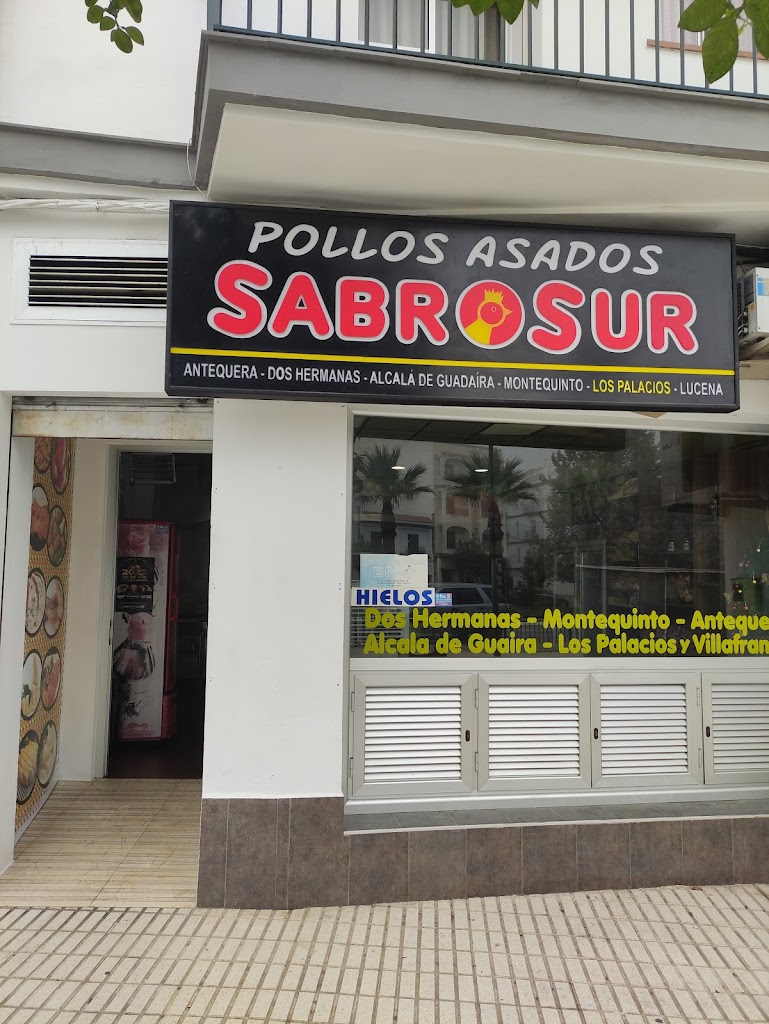 POLLOS ASADOS
SABROSUR
ANTEQUERA - DOS HERMANAS - ALCALÁ DE GUADAÍRA - MONTEQUINTO - LOS PALACIOS - LUCENA
HIELOS
Dos Hermanas - Montequinto - Anteque
Alcala de Guaira - Los Palacios y Villafran